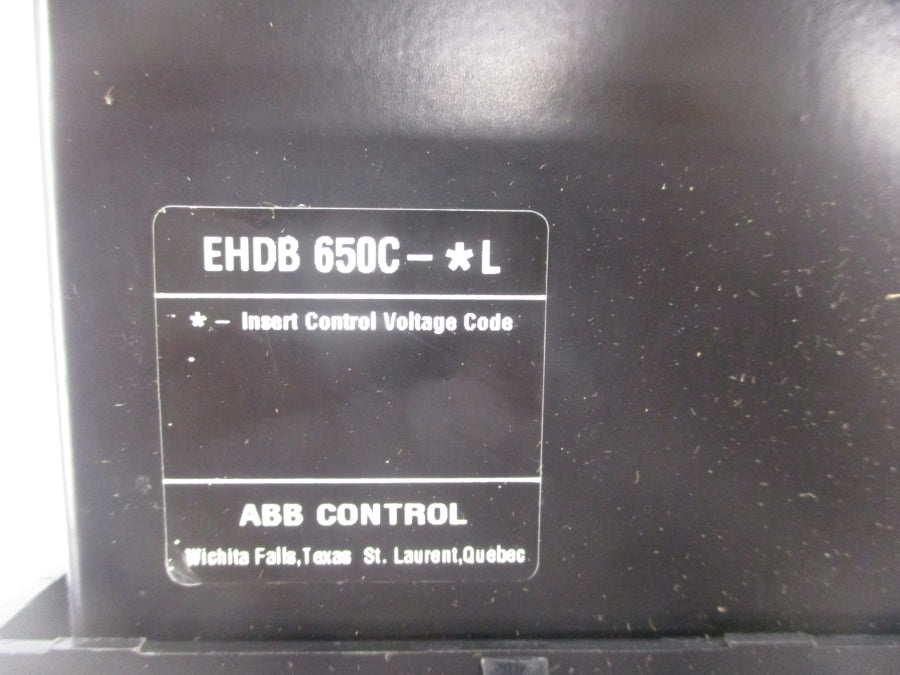 EHDB 650C- *L
* - Insert Control Voltage Code
ABB CONTROL
Wichita Falls,Texas St. Laurent,Quebec